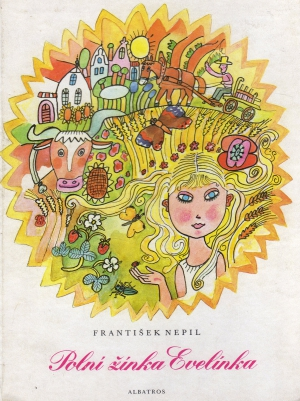 FRANTIŠEK NEPIL
Polní žínka Evelínka
ALBATROS